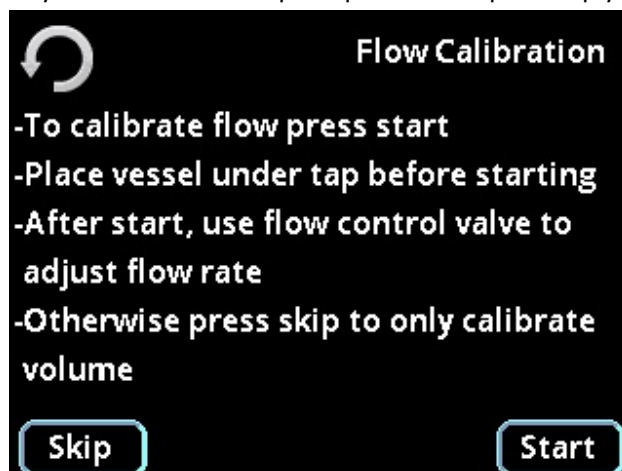 Flow Calibration
-To calibrate flow press start
-Place vessel under tap before starting
-After start, use flow control valve to
adjust flow rate
-Otherwise press skip to only calibrate
volume
Skip
Start